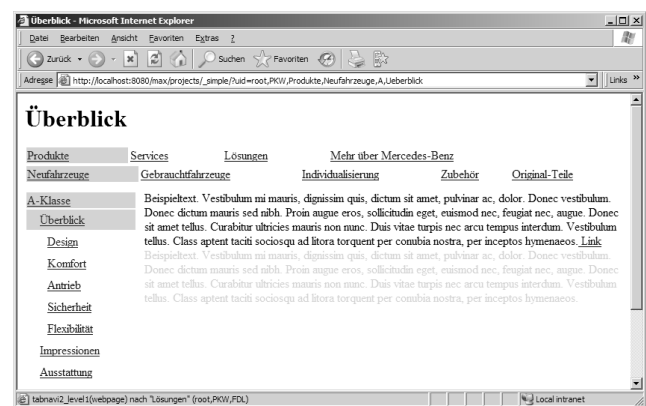 Überblick - Microsoft Internet Explorer
Datei Bearbeiten Ansicht Favoriten Extras ?
Zurück Suchen Favoriten
Adresse http://localhost:8080/max/projects/_simple/?uid=root,PKW,Produkte,Neufahrzeuge,A,Ueberblick Links »
Überblick
Produkte Services Lösungen Mehr über Mercedes-Benz
Neufahrzeuge Gebrauchtfahrzeuge Individualisierung Zubehör Original-Teile
A-Klasse
Überblick
Design
Komfort
Antrieb
Sicherheit
Flexibilität
Impressionen
Ausstattung
Beispieltext. Vestibulum mi mauris, dignissim quis, dictum sit amet, pulvinar ac, dolor. Donec vestibulum.
Donec dictum mauris sed nibh. Proin augue eros, sollicitudin eget, euismod nec, feugiat nec, augue. Donec
sit amet tellus. Curabitur ultricies mauris non nunc. Duis vitae turpis nec arcu tempus interdum. Vestibulum
tellus. Class aptent taciti sociosqu ad litora torquent per conubia nostra, per inceptos hymenaeos. Link
Beispieltext. Vestibulum mi mauris, dignissim quis, dictum sit amet, pulvinar ac, dolor. Donec vestibulum.
Donec dictum mauris sed nibh. Proin augue eros, sollicitudin eget, euismod nec, feugiat nec, augue. Donec
sit amet tellus. Curabitur ultricies mauris non nunc. Duis vitae turpis nec arcu tempus interdum. Vestibulum
tellus. Class aptent taciti sociosqu ad litora torquent per conubia nostra, per inceptos hymenaeos.
tabnavi2_level1(webpage) nach "Lösungen" (root,PKW,FDL) Local intranet